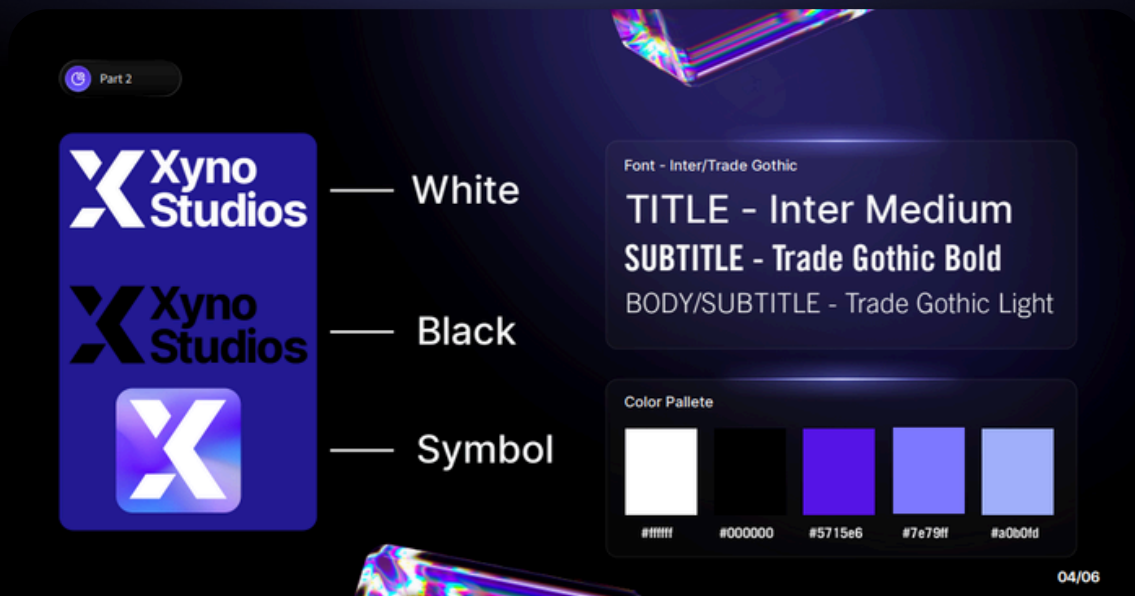 Part 2
Xyno
Studios
White
Xyno
Studios
Black
Symbol
Font - Inter/Trade Gothic
TITLE - Inter Medium
SUBTITLE - Trade Gothic Bold
BODY/SUBTITLE - Trade Gothic Light
Color Pallete
#ffffff
#000000
#5715e6
#7e79ff
#a0b0fd
04/06